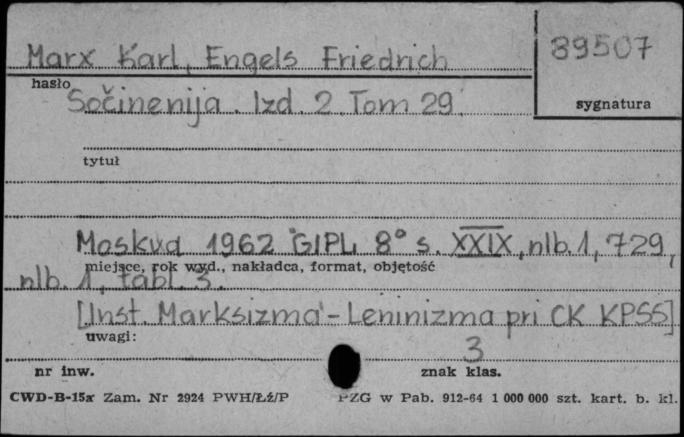 Marx Karl, Engels Friedrich
89507
hasło
Sočinenija. Izd. 2. Tom 29.
sygnatura
tytuł
Moskva 1962 GIPL 8° s. XXIX, nlb. 1, 729,
miejsce, rok wyd., nakładca, format, objętość
nlb. 1, tabl. 3.
[Inst. Marksizma-Leninizma pri CK KPSS]
uwagi:
3
nr inw.
znak klas.
CWD-B-15a Zam. Nr 2924 PWH/Łź/P PZG w Pab. 912-64 1 000 000 szt. kart. b. kl.